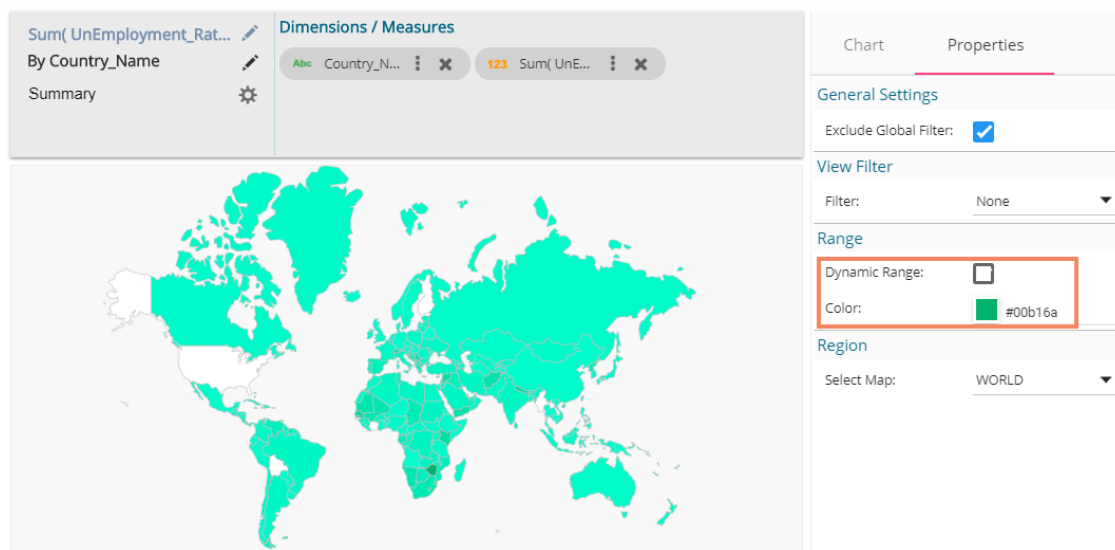 Sum( UnEmployment_Rat...
By Country_Name
Summary
Dimensions / Measures
Abc Country_N...
123 Sum( UnE...
Chart Properties
General Settings
Exclude Global Filter:
View Filter
Filter: None
Range
Dynamic Range:
Color: #00b16a
Region
Select Map: WORLD